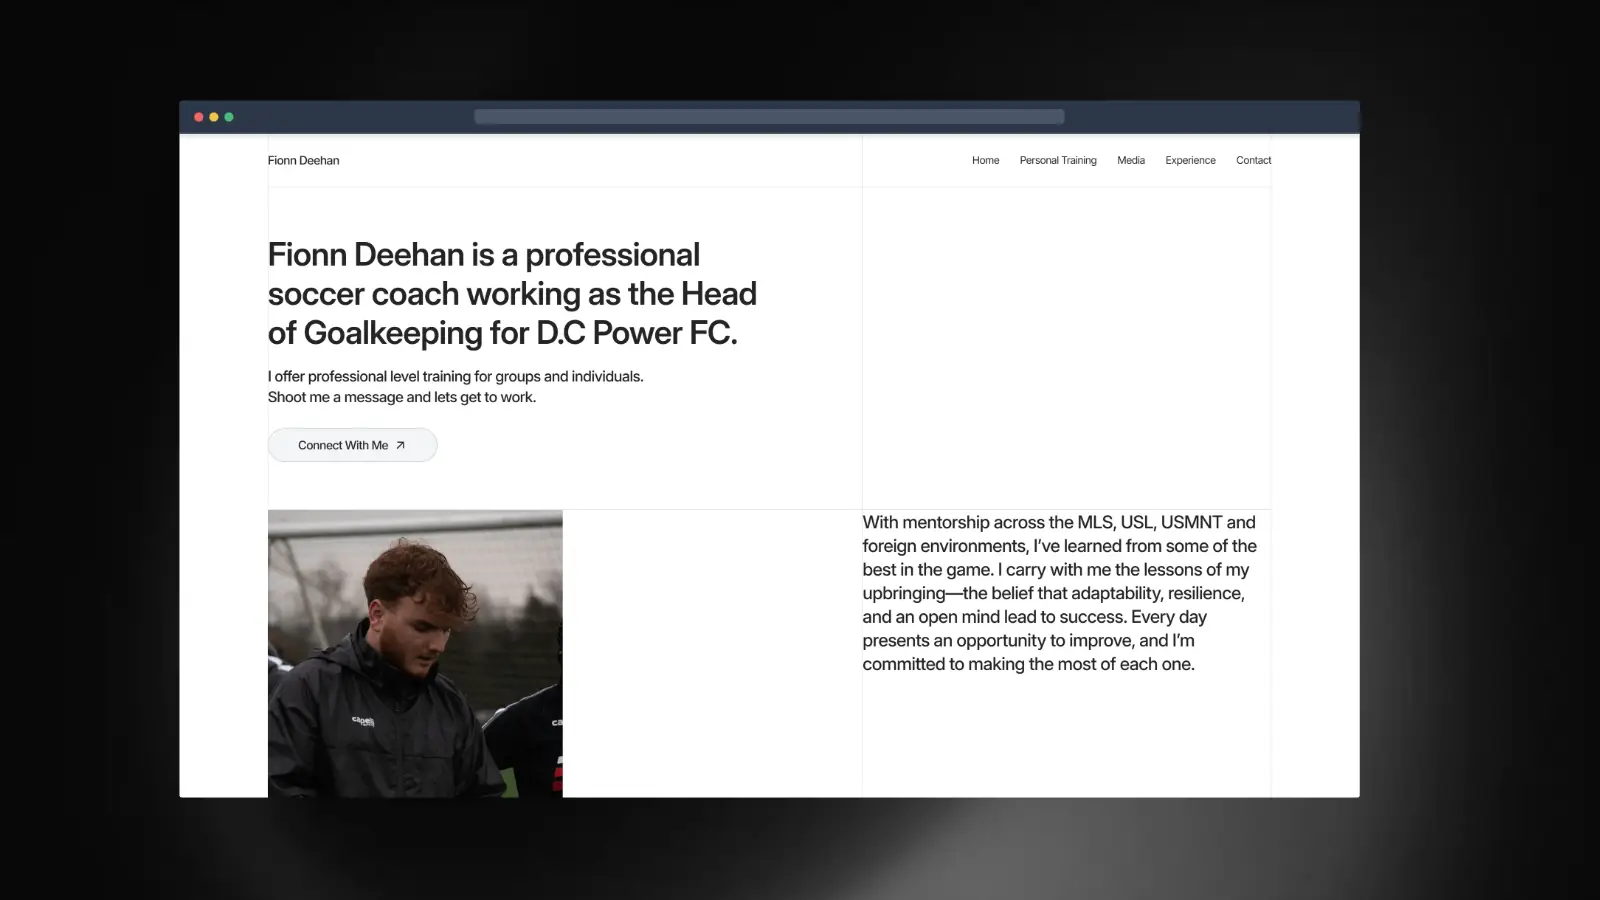 Fionn Deehan
Home Personal Training Media Experience Contact
Fionn Deehan is a professional
soccer coach working as the Head
of Goalkeeping for D.C Power FC.
I offer professional level training for groups and individuals.
Shoot me a message and lets get to work.
Connect With Me
With mentorship across the MLS, USL, USMNT and
foreign environments, I’ve learned from some of the
best in the game. I carry with me the lessons of my
upbringing—the belief that adaptability, resilience,
and an open mind lead to success. Every day
presents an opportunity to improve, and I’m
committed to making the most of each one.
capelli